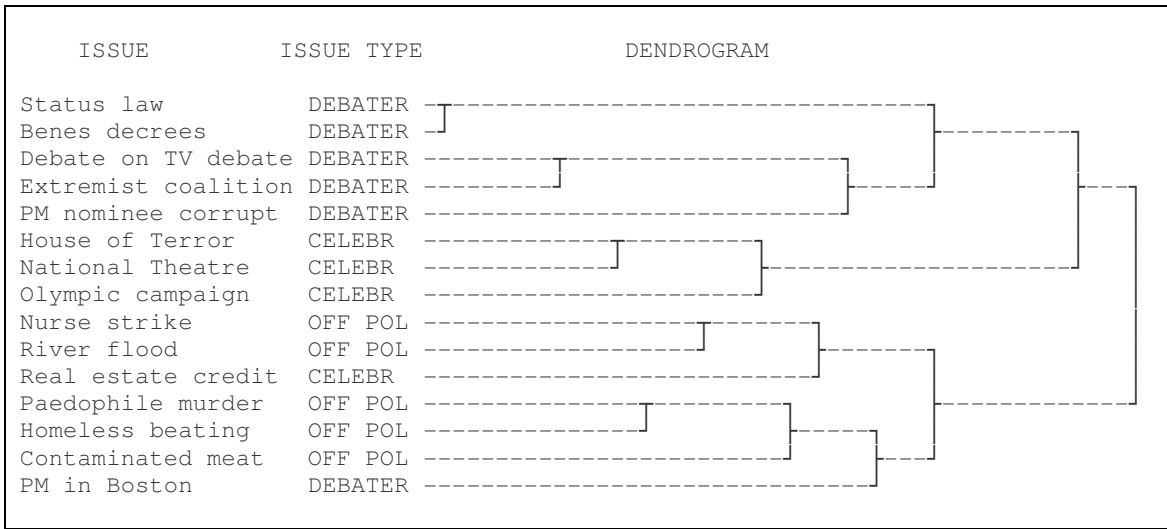 ISSUE ISSUE TYPE DENDROGRAM
Status law DEBATER
Benes decrees DEBATER
Debate on TV debate DEBATER
Extremist coalition DEBATER
PM nominee corrupt DEBATER
House of Terror CELEBR
National Theatre CELEBR
Olympic campaign CELEBR
Nurse strike OFF POL
River flood OFF POL
Real estate credit CELEBR
Paedophile murder OFF POL
Homeless beating OFF POL
Contaminated meat OFF POL
PM in Boston DEBATER